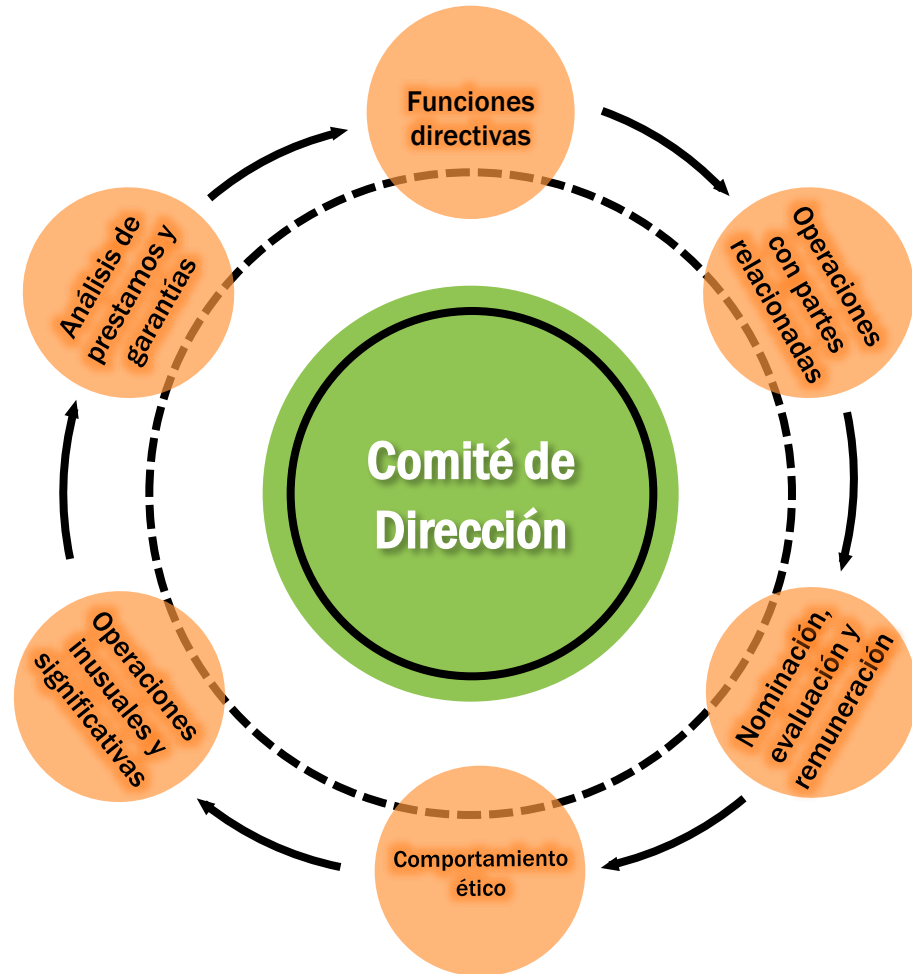 Funciones
directivas
Operaciones
con partes
relacionadas
Nominación,
evaluación y
remuneración
Comportamiento
ético
Operaciones
inusuales y
significativas
Análisis de
prestamos y
garantías
Comité de
Dirección